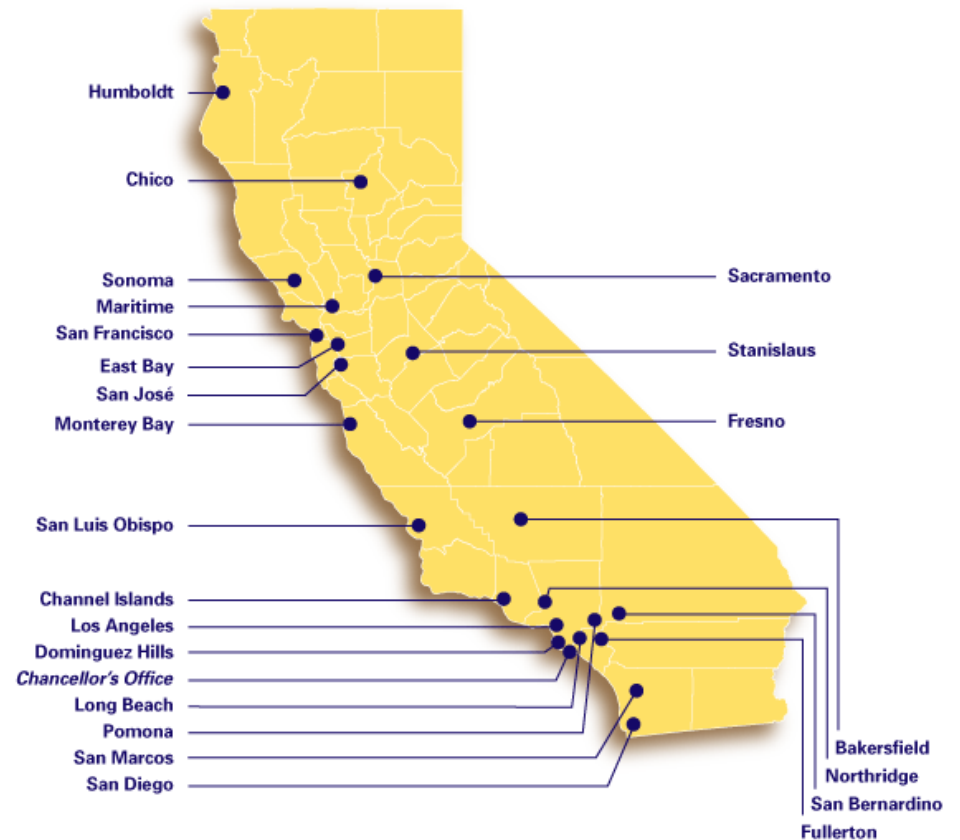 Humboldt
Chico
Sonoma
Maritime
San Francisco
East Bay
San José
Monterey Bay
San Luis Obispo
Channel Islands
Los Angeles
Dominguez Hills
Chancellor's Office
Long Beach
Pomona
San Marcos
San Diego
Sacramento
Stanislaus
Fresno
Bakersfield
Northridge
San Bernardino
Fullerton